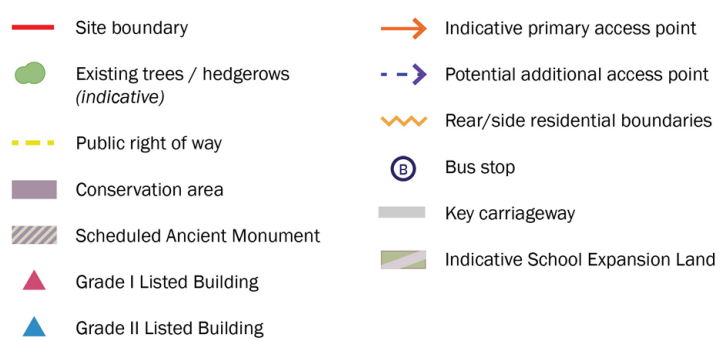 Site boundary
Existing trees / hedgerows
(indicative)
Public right of way
Conservation area
Scheduled Ancient Monument
Grade I Listed Building
Grade II Listed Building
Indicative primary access point
Potential additional access point
Rear/side residential boundaries
B Bus stop
Key carriageway
Indicative School Expansion Land